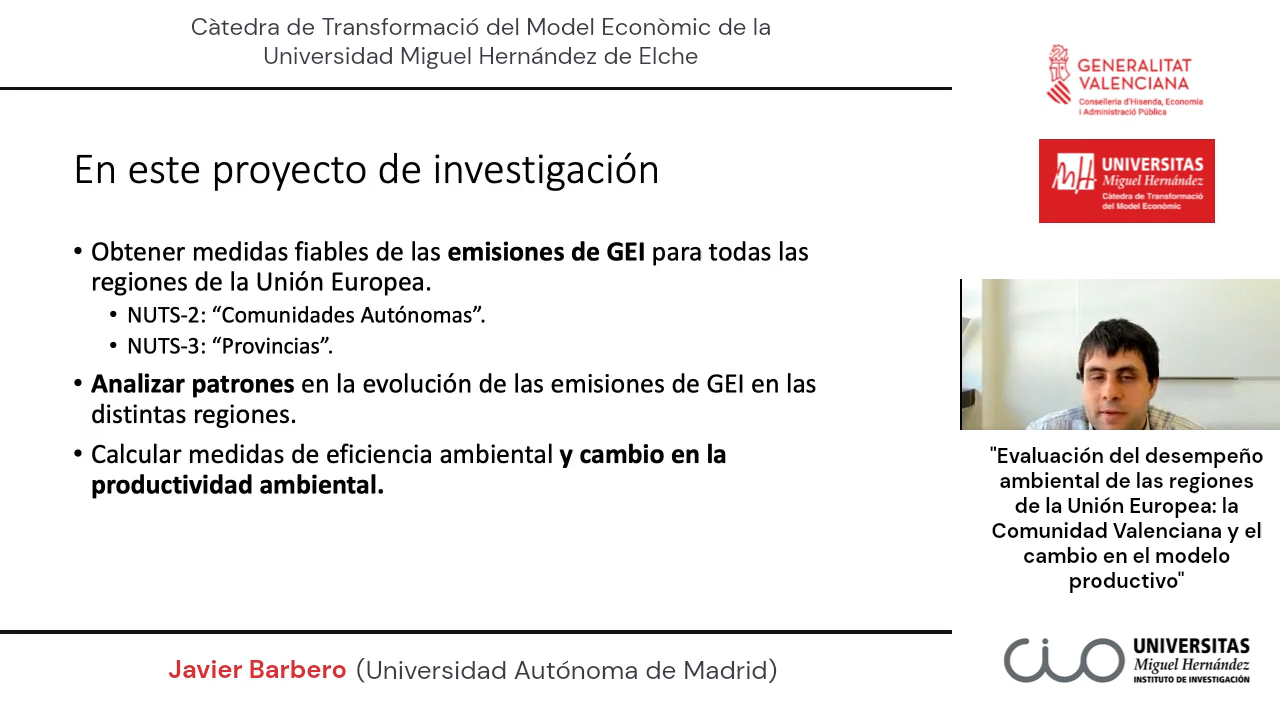 Càtedra de Transformació del Model Econòmic de la
Universidad Miguel Hernández de Elche
GENERALITAT
VALENCIANA
Conselleria d'Hisenda, Economia
i Administració Pública
UNIVERSITAS
Miguel Hernández
Càtedra de Transformació
del Model Econòmic
En este proyecto de investigación
• Obtener medidas fiables de las emisiones de GEI para todas las
regiones de la Unión Europea.
• NUTS-2: “Comunidades Autónomas”.
• NUTS-3: “Provincias”.
• Analizar patrones en la evolución de las emisiones de GEI en las
distintas regiones.
• Calcular medidas de eficiencia ambiental y cambio en la
productividad ambiental.
"Evaluación del desempeño
ambiental de las regiones
de la Unión Europea: la
Comunidad Valenciana y el
cambio en el modelo
productivo"
Javier Barbero (Universidad Autónoma de Madrid)
CIO
UNIVERSITAS
Miguel Hernández
INSTITUTO DE INVESTIGACIÓN